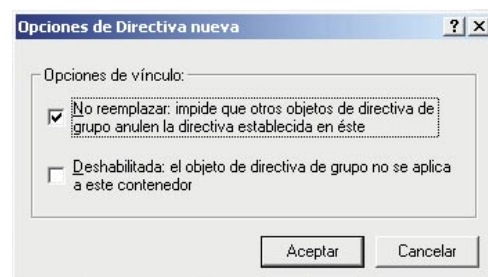 Opciones de Directiva nueva
Opciones de vínculo:
No reemplazar: impide que otros objetos de directiva de
grupo anulen la directiva establecida en éste
Deshabilitada: el objeto de directiva de grupo no se aplica
a este contenedor
Aceptar
Cancelar